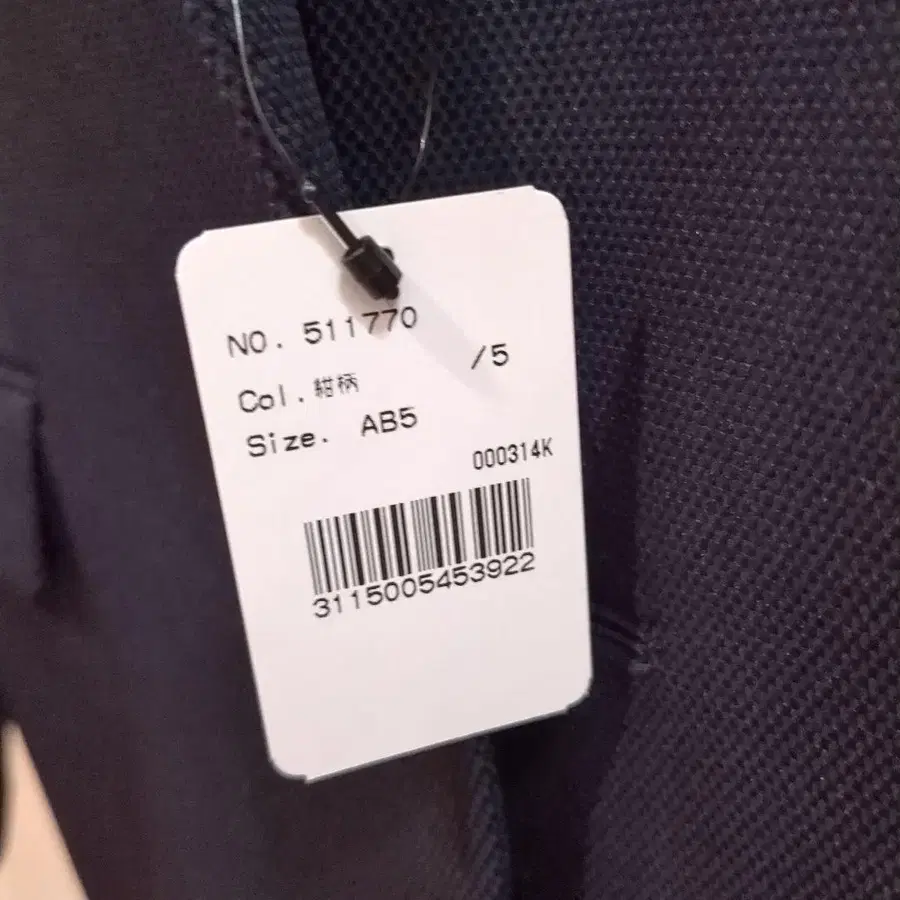 NO. 511770
/5
Col. 紺柄
Size. AB5
000314K
3115005453922